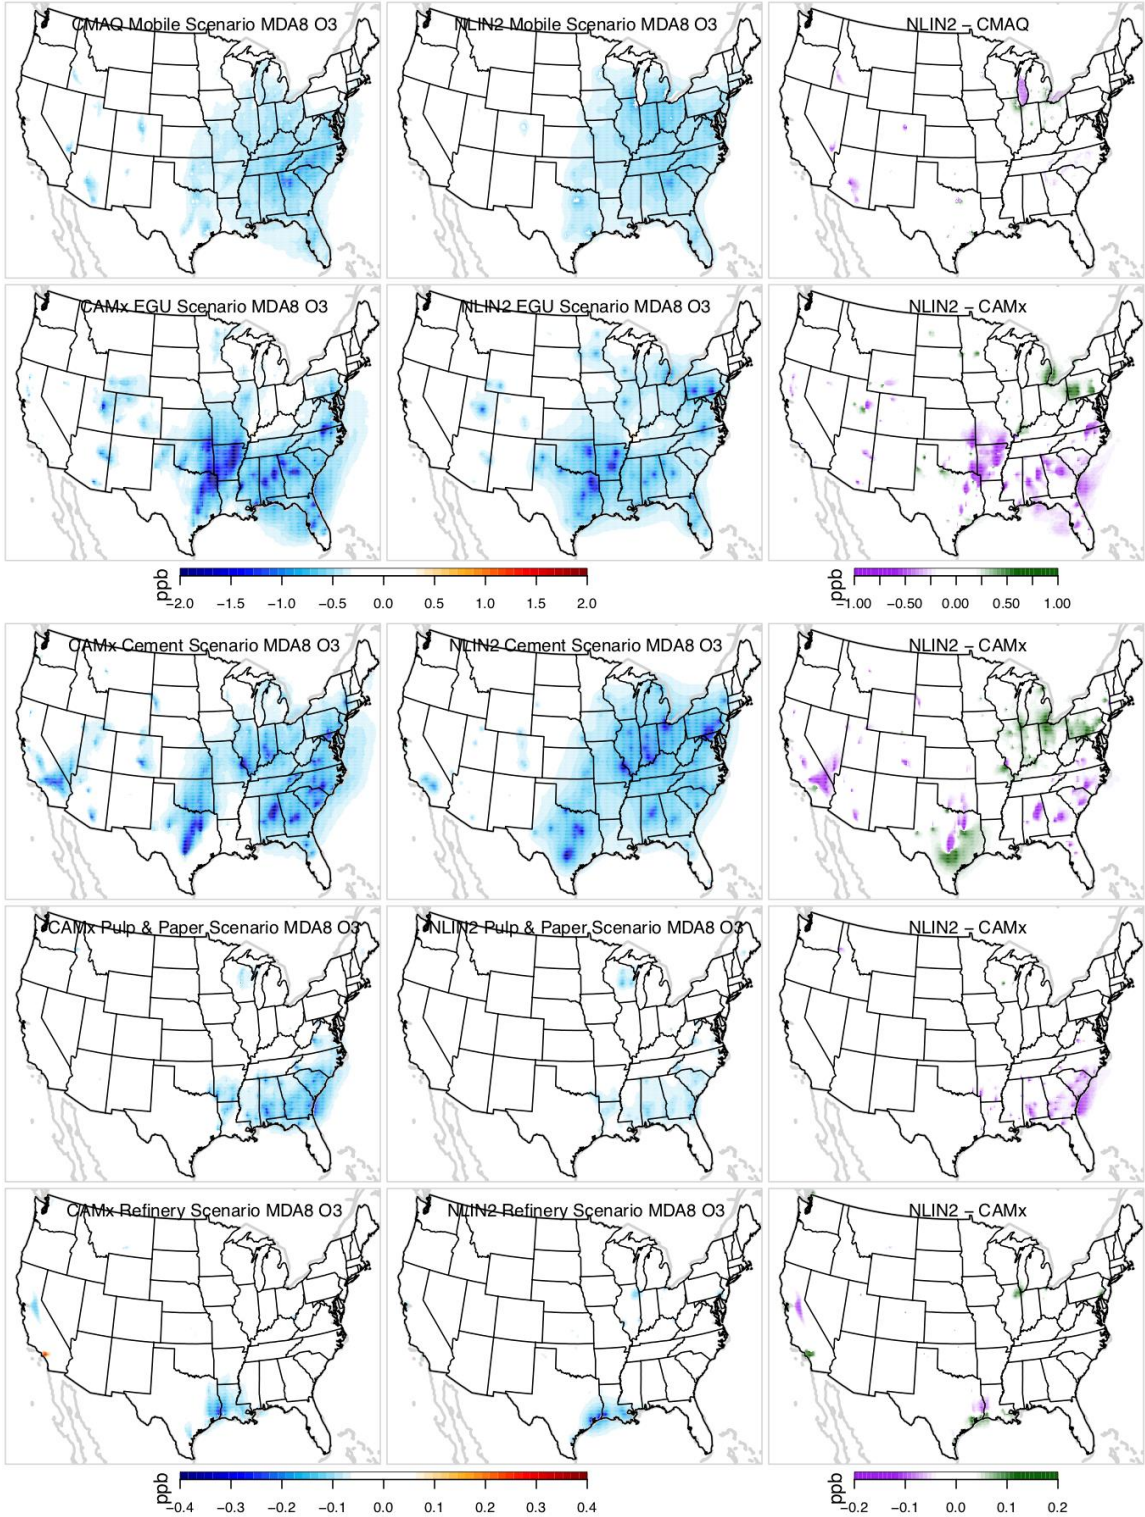 CMAQ Mobile Scenario MDA8 O3
NLIN2 Mobile Scenario MDA8 O3
NLIN2 − CMAQ
CAMx EGU Scenario MDA8 O3
NLIN2 EGU Scenario MDA8 O3
NLIN2 − CAMx
ppb
−2.0 −1.5 −1.0 −0.5 0.0 0.5 1.0 1.5 2.0
ppb
−1.00 −0.50 0.00 0.50 1.00
CAMx Cement Scenario MDA8 O3
NLIN2 Cement Scenario MDA8 O3
NLIN2 − CAMx
CAMx Pulp & Paper Scenario MDA8 O3
NLIN2 Pulp & Paper Scenario MDA8 O3
NLIN2 − CAMx
CAMx Refinery Scenario MDA8 O3
NLIN2 Refinery Scenario MDA8 O3
NLIN2 − CAMx
ppb
−0.4 −0.3 −0.2 −0.1 0.0 0.1 0.2 0.3 0.4
ppb
−0.2 −0.1 0.0 0.1 0.2